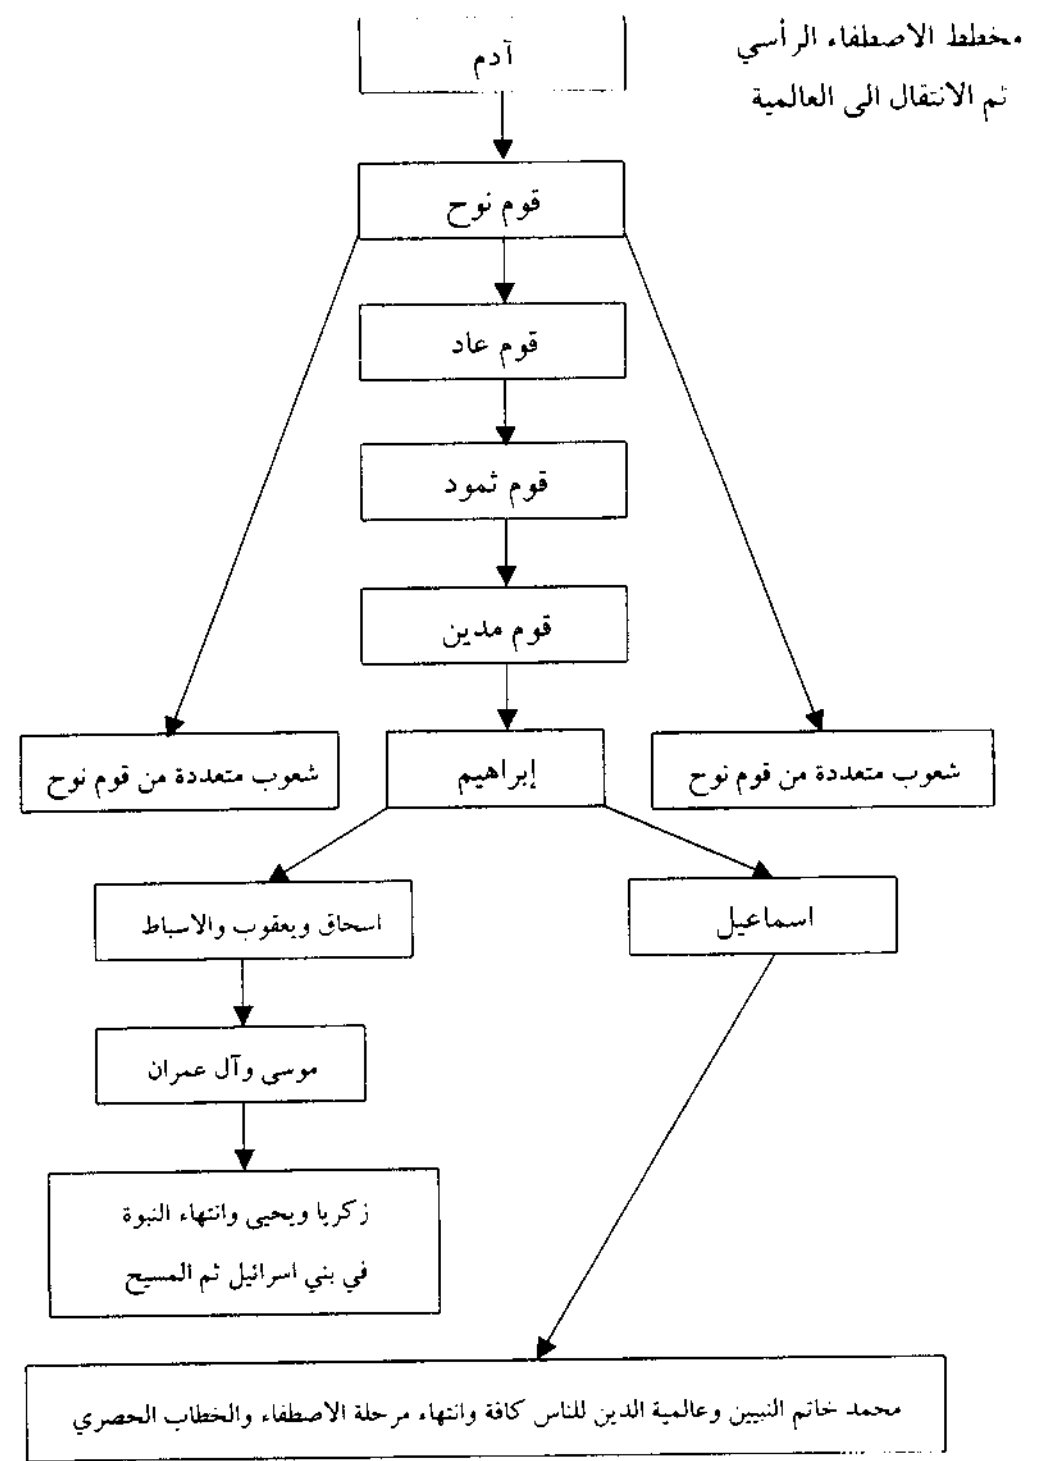 مخطط الاصطفاء الرأسي
ثم الانتقال الى العالمية
آدم
قوم نوح
قوم عاد
قوم ثمود
قوم مدين
شعوب متعددة من قوم نوح
إبراهيم
شعوب متعددة من قوم نوح
اسماعيل
اسحاق ويعقوب والاسباط
موسى وآل عمران
زكريا ويحيى وانتهاء النبوة
في بني اسرائيل ثم المسيح
محمد خاتم النبيين وعالمية الدين للناس كافة وانتهاء مرحلة الاصطفاء والخطاب الحصري